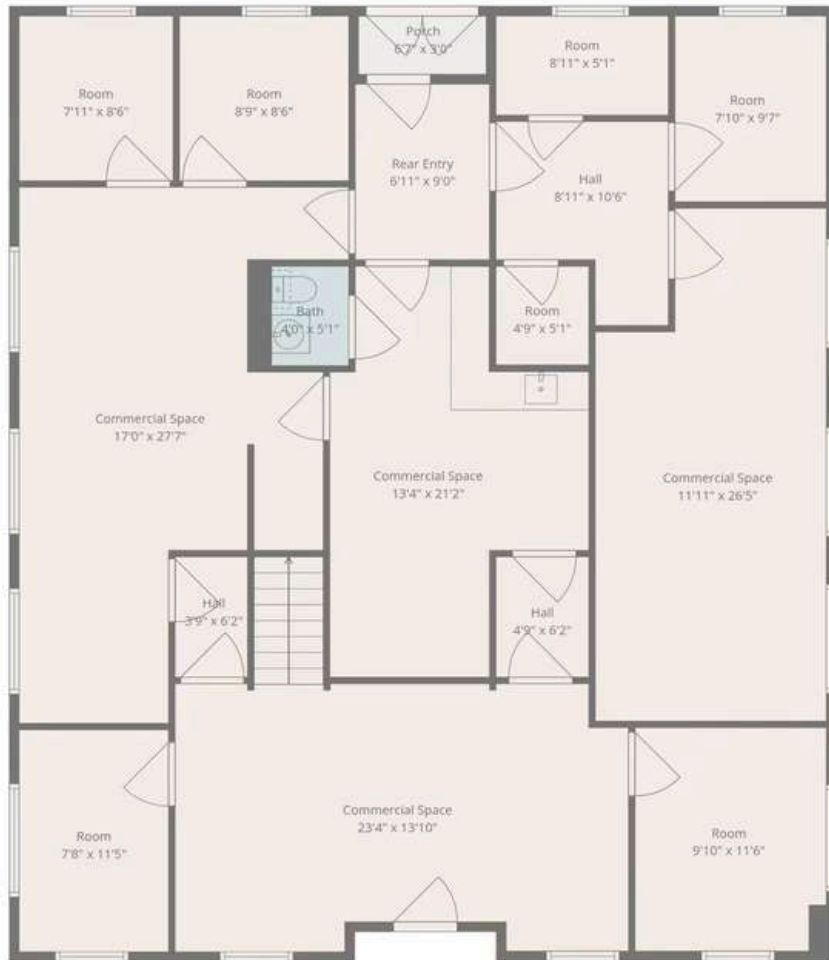 Porch
6'7" x 3'0"
Room
8'11" x 5'1"
Room
7'11" x 8'6"
Room
8'9" x 8'6"
Room
7'10" x 9'7"
Rear Entry
6'11" x 9'0"
Hall
8'11" x 10'6"
Bath
4'0" x 5'1"
Room
4'9" x 5'1"
Commercial Space
17'0" x 27'7"
Commercial Space
13'4" x 21'2"
Commercial Space
11'11" x 26'5"
Hall
3'9" x 6'2"
Hall
4'9" x 6'2"
Commercial Space
23'4" x 13'10"
Room
7'8" x 11'5"
Room
9'10" x 11'6"